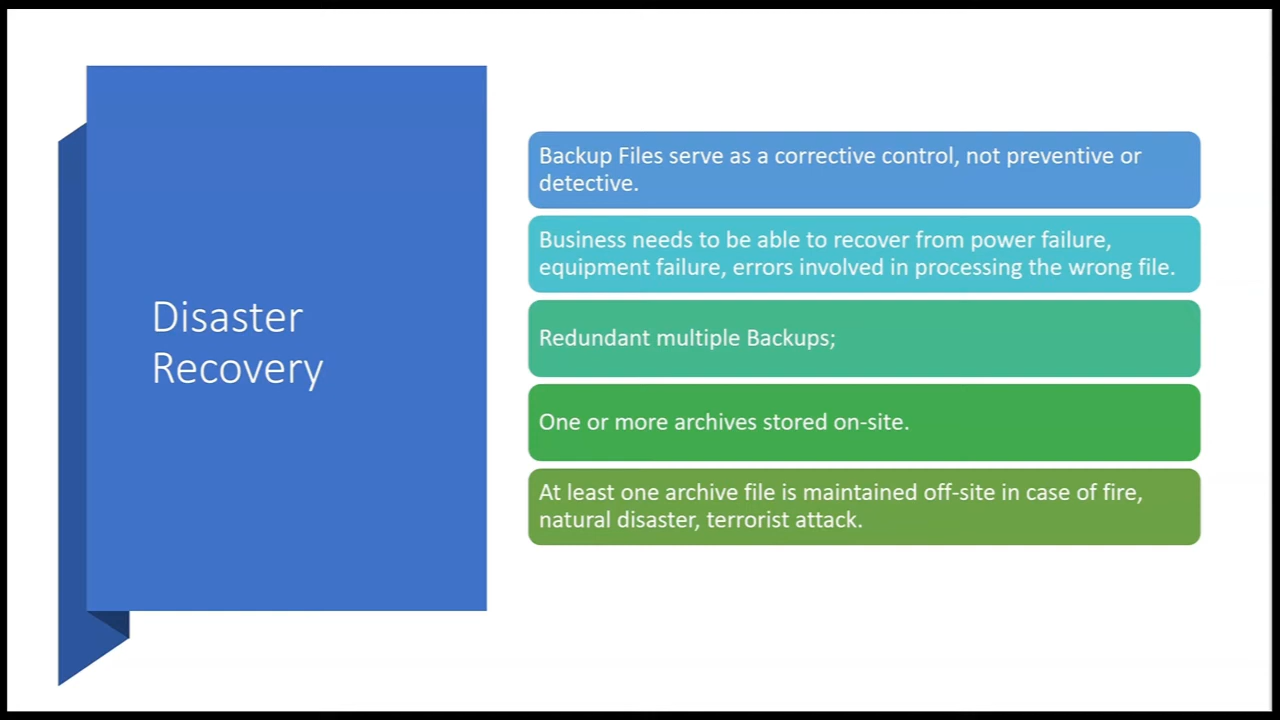 Disaster
Recovery
Backup Files serve as a corrective control, not preventive or
detective.
Business needs to be able to recover from power failure,
equipment failure, errors involved in processing the wrong file.
Redundant multiple Backups;
One or more archives stored on-site.
At least one archive file is maintained off-site in case of fire,
natural disaster, terrorist attack.